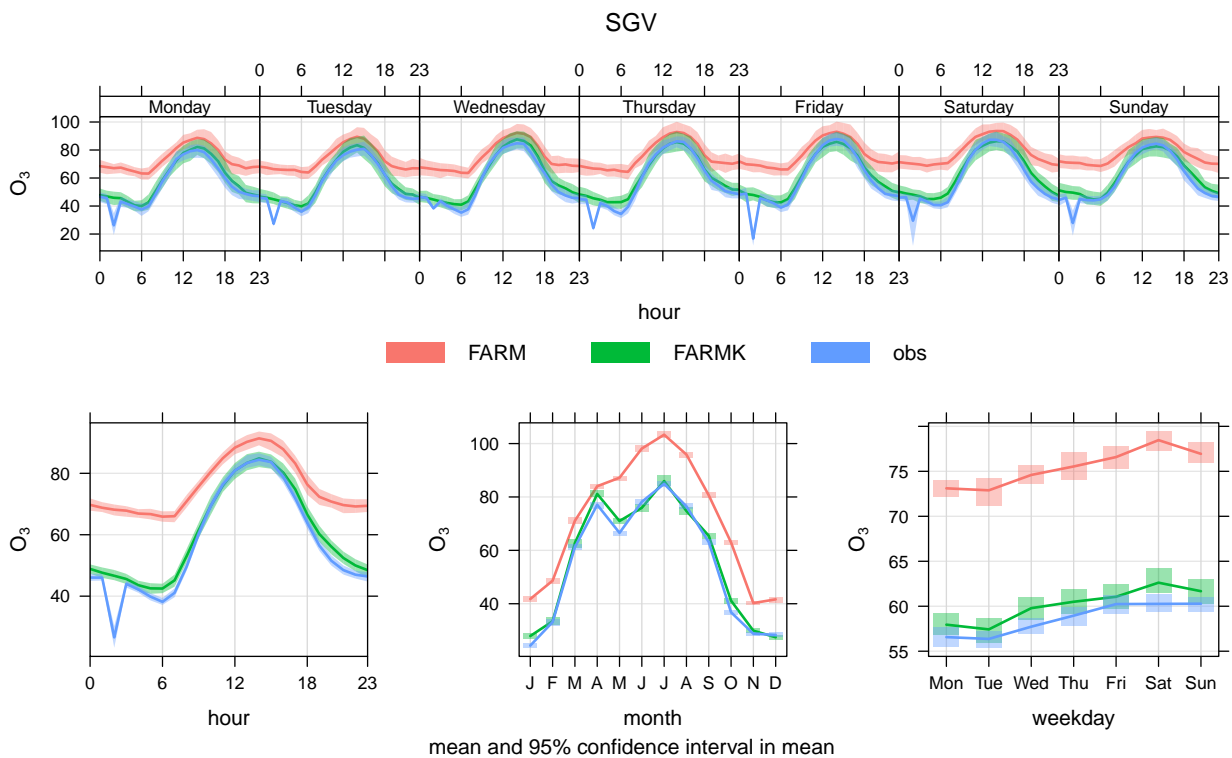 SGV
0 6 12 18 23 0 6 12 18 23 0 6 12 18 23
Monday Tuesday Wednesday Thursday Friday Saturday Sunday
100
80
60
40
20
O3
0 6 12 18 23 0 6 12 18 23 0 6 12 18 23 0 6 12 18 23
hour
FARM FARMK obs
80
60
40
O3
0 6 12 18 23
hour
100
80
60
40
O3
J F M A M J J A S O N D
month
75
70
65
60
55
O3
Mon Tue Wed Thu Fri Sat Sun
weekday
mean and 95% confidence interval in mean